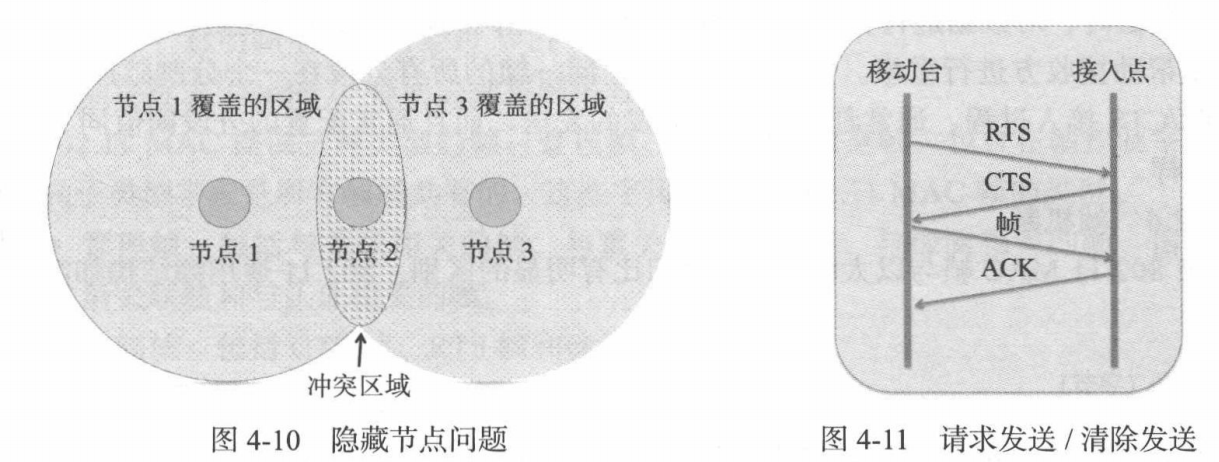 节点 1 覆盖的区域
节点 3 覆盖的区域
节点 1
节点 2
节点 3
冲突区域
图 4-10 隐藏节点问题
移动台
接入点
RTS
CTS
帧
ACK
图 4-11 请求发送 / 清除发送